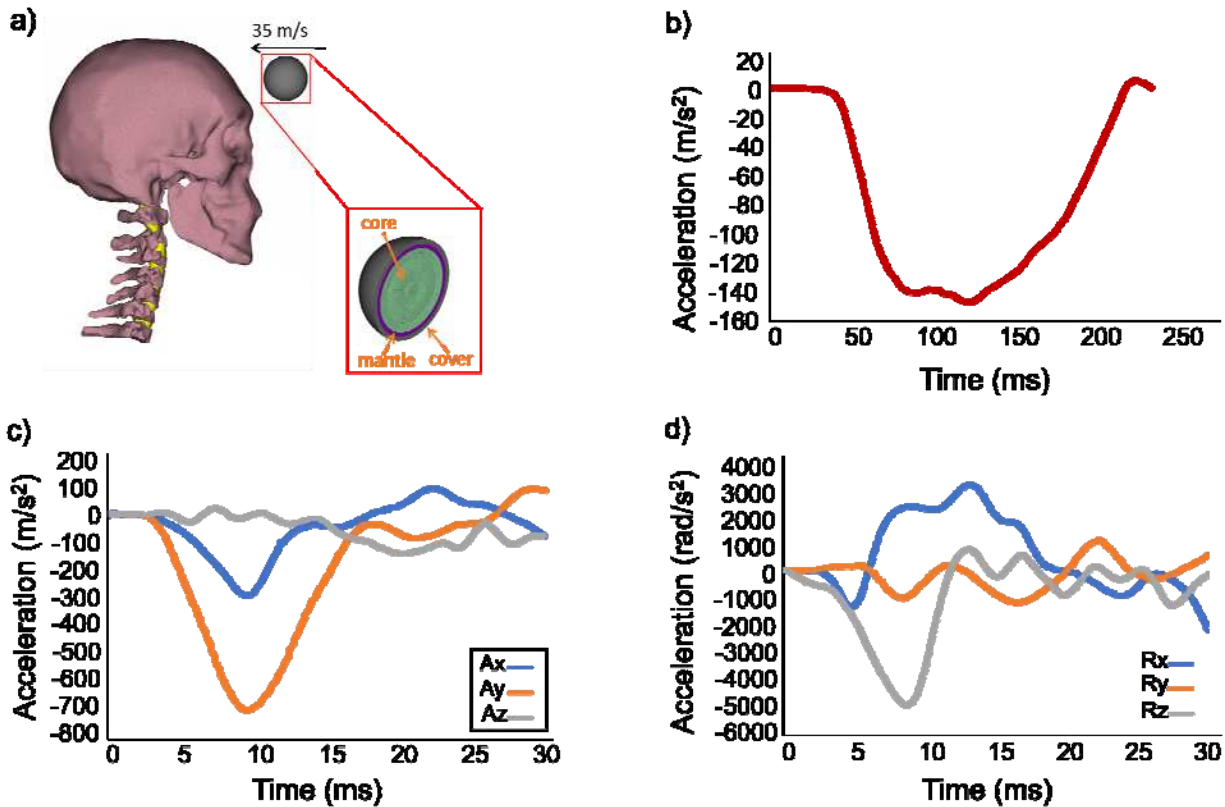 a)
35 m/s
core
mantle cover
b)
Acceleration (m/s²)
20
0
-20
-40
-60
-80
-100
-120
-140
-160
0 50 100 150 200 250
Time (ms)
c)
Acceleration (m/s²)
200
100
0
-100
-200
-300
-400
-500
-600
-700
-800
Ax
Ay
Az
0 5 10 15 20 25 30
Time (ms)
d)
Acceleration (rad/s²)
4000
3000
2000
1000
0
-1000
-2000
-3000
-4000
-5000
-6000
Rx
Ry
Rz
0 5 10 15 20 25 30
Time (ms)